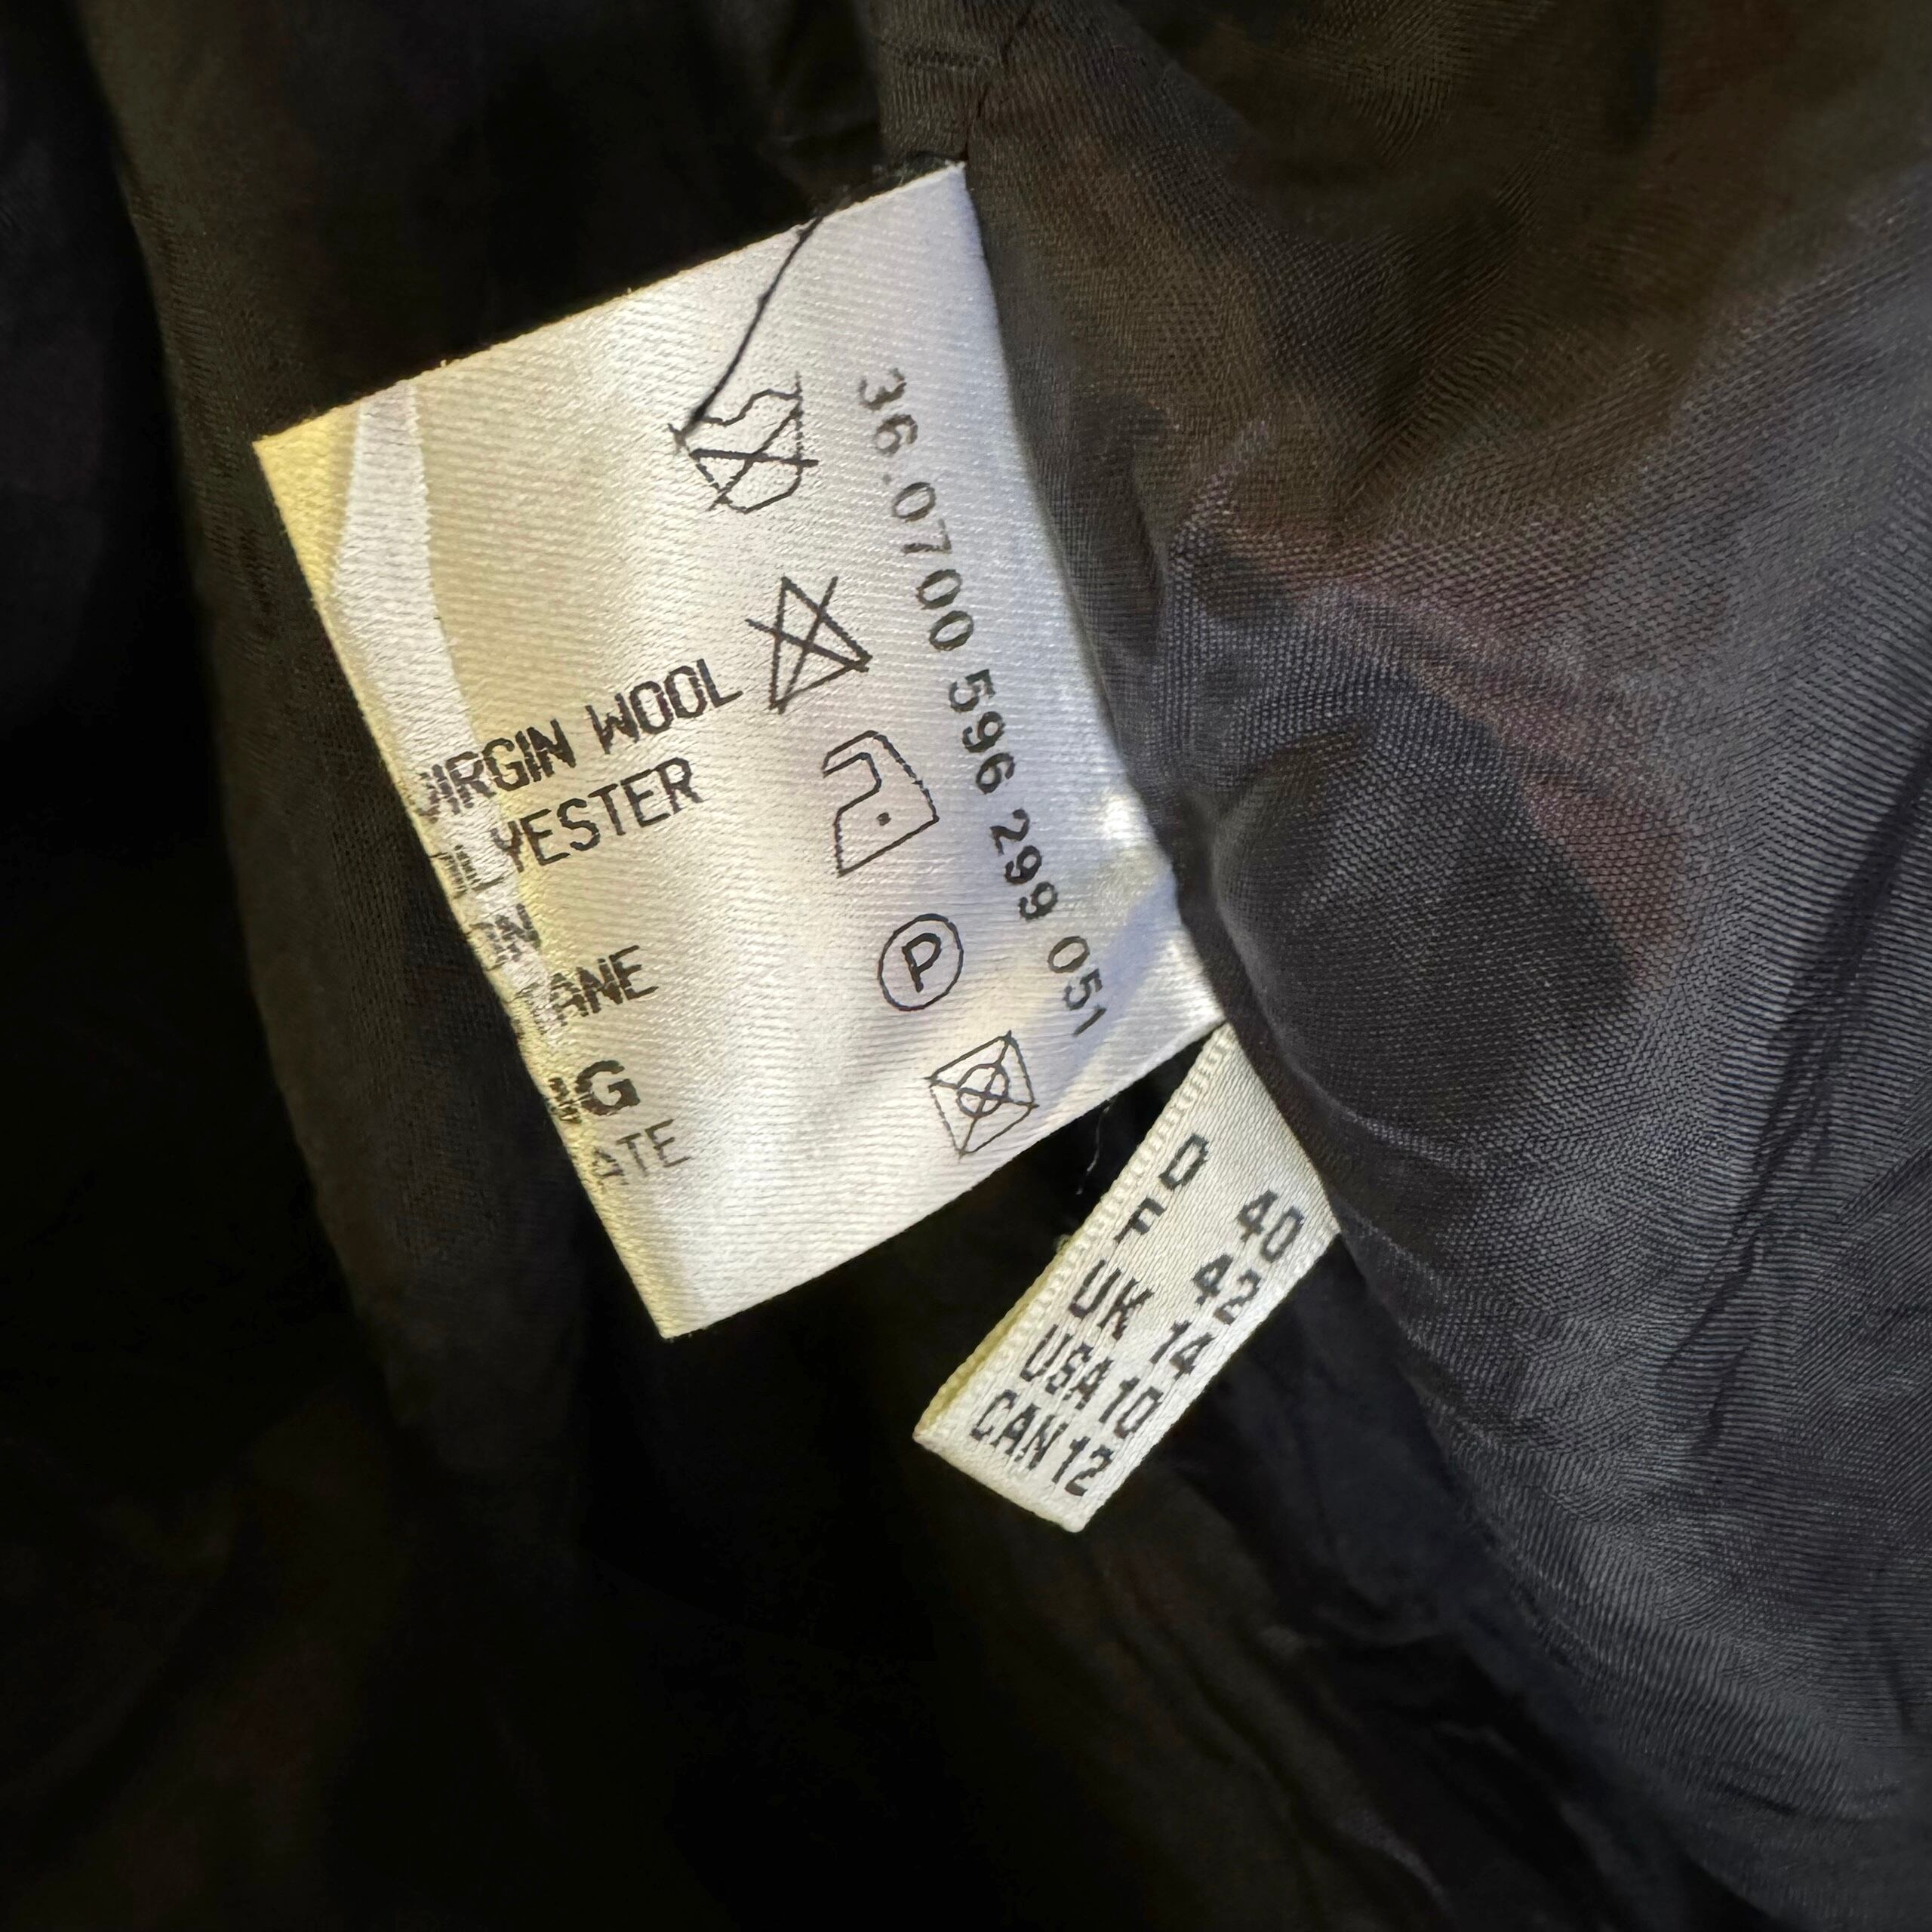 36.0700 596 299 051
VIRGIN WOOL
OLYESTER
ON
TANE
NG
ATE
P
D 40
F 42
UK 14
USA 10
CAN 12